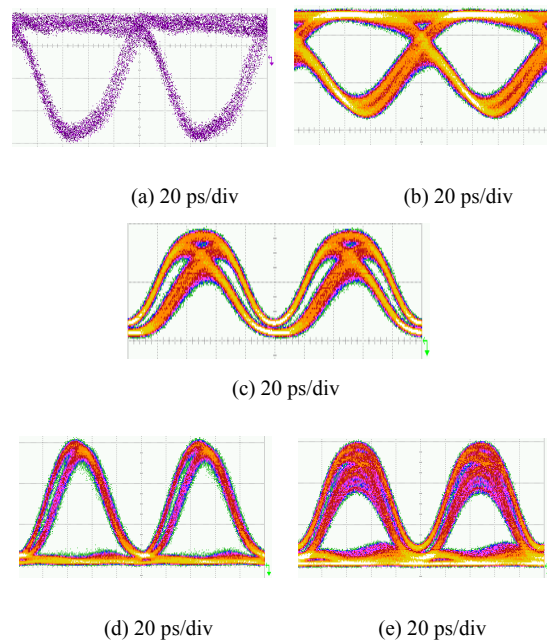 (a) 20 ps/div
(b) 20 ps/div
(c) 20 ps/div
(d) 20 ps/div
(e) 20 ps/div